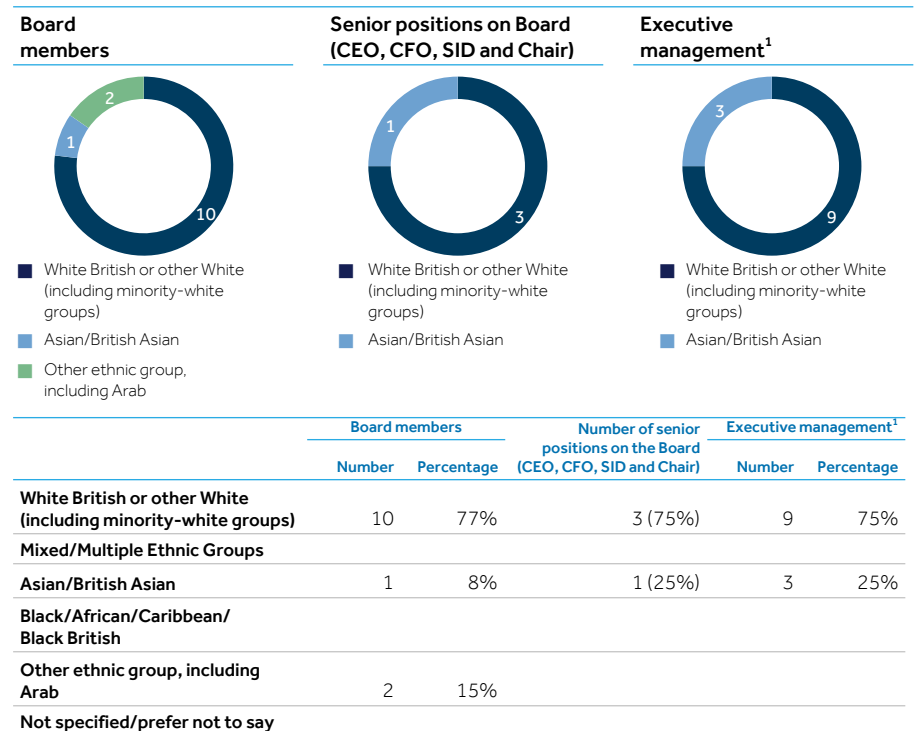 Board
members
Senior positions on Board
(CEO, CFO, SID and Chair)
Executive
management¹
2
1
10
1
3
3
9
White British or other White
(including minority-white
groups)
Asian/British Asian
Other ethnic group,
including Arab
White British or other White
(including minority-white
groups)
Asian/British Asian
White British or other White
(including minority-white
groups)
Asian/British Asian
Board members
Number of senior
positions on the Board
(CEO, CFO, SID and Chair)
Executive management¹
Number Percentage
Number Percentage
White British or other White
(including minority-white groups) 10 77% 3 (75%) 9 75%
Mixed/Multiple Ethnic Groups
Asian/British Asian 1 8% 1 (25%) 3 25%
Black/African/Caribbean/
Black British
Other ethnic group, including
Arab 2 15%
Not specified/prefer not to say